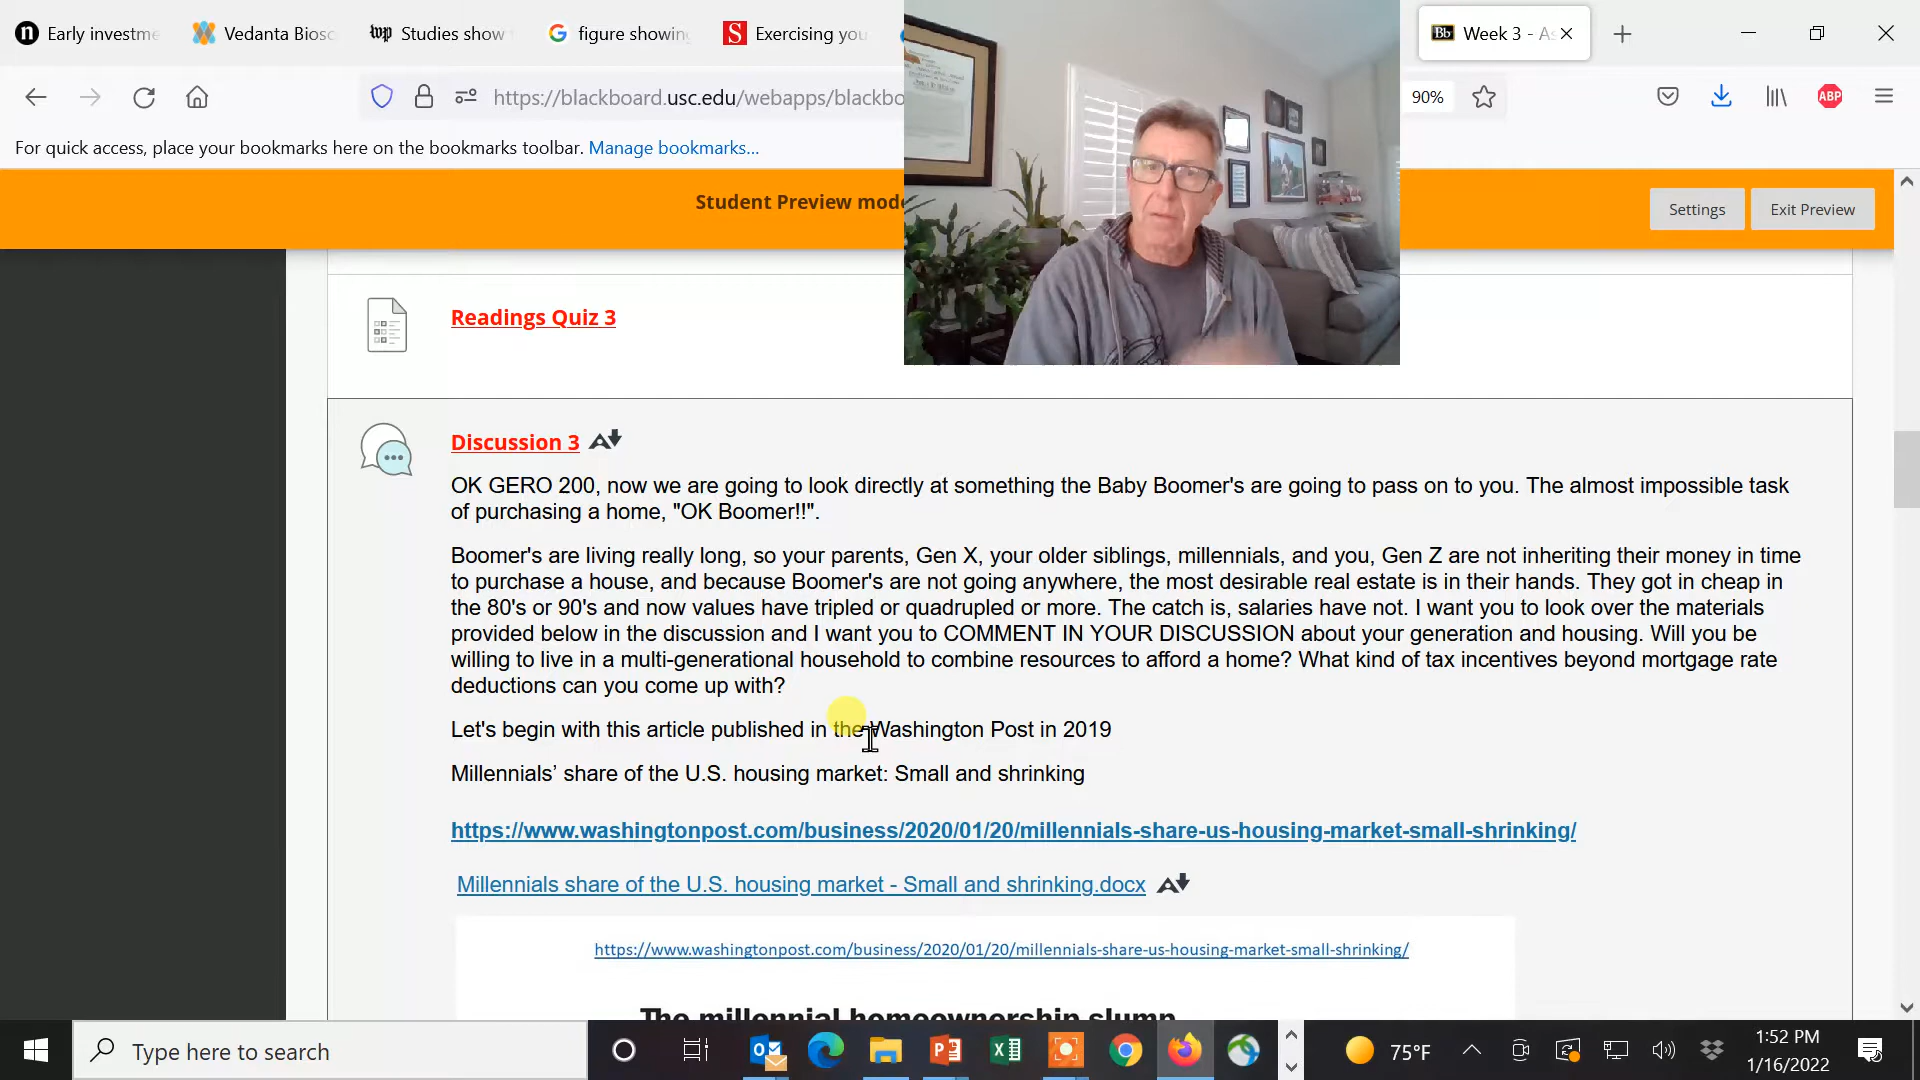 Early investme
Vedanta Biosc
wp Studies show
figure showing
S Exercising you
Bb Week 3 - As
https://blackboard.usc.edu/webapps/blackbo
90%
ABP
For quick access, place your bookmarks here on the bookmarks toolbar. Manage bookmarks...
Student Preview mode
Settings
Exit Preview
Readings Quiz 3
Discussion 3
OK GERO 200, now we are going to look directly at something the Baby Boomer's are going to pass on to you. The almost impossible task
of purchasing a home, "OK Boomer!!".
Boomer's are living really long, so your parents, Gen X, your older siblings, millennials, and you, Gen Z are not inheriting their money in time
to purchase a house, and because Boomer's are not going anywhere, the most desirable real estate is in their hands. They got in cheap in
the 80's or 90's and now values have tripled or quadrupled or more. The catch is, salaries have not. I want you to look over the materials
provided below in the discussion and I want you to COMMENT IN YOUR DISCUSSION about your generation and housing. Will you be
willing to live in a multi-generational household to combine resources to afford a home? What kind of tax incentives beyond mortgage rate
deductions can you come up with?
Let's begin with this article published in the Washington Post in 2019
Millennials' share of the U.S. housing market: Small and shrinking
https://www.washingtonpost.com/business/2020/01/20/millennials-share-us-housing-market-small-shrinking/
Millennials share of the U.S. housing market - Small and shrinking.docx
https://www.washingtonpost.com/business/2020/01/20/millennials-share-us-housing-market-small-shrinking/
The millennial homeownership slump
Type here to search
75°F
1:52 PM
1/16/2022